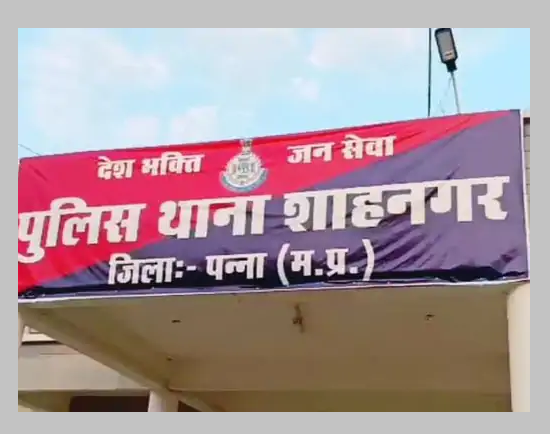 देश भक्ति जन सेवा
पुलिस थाना शाहनगर
जिलाः- पन्ना (म.प्र.)